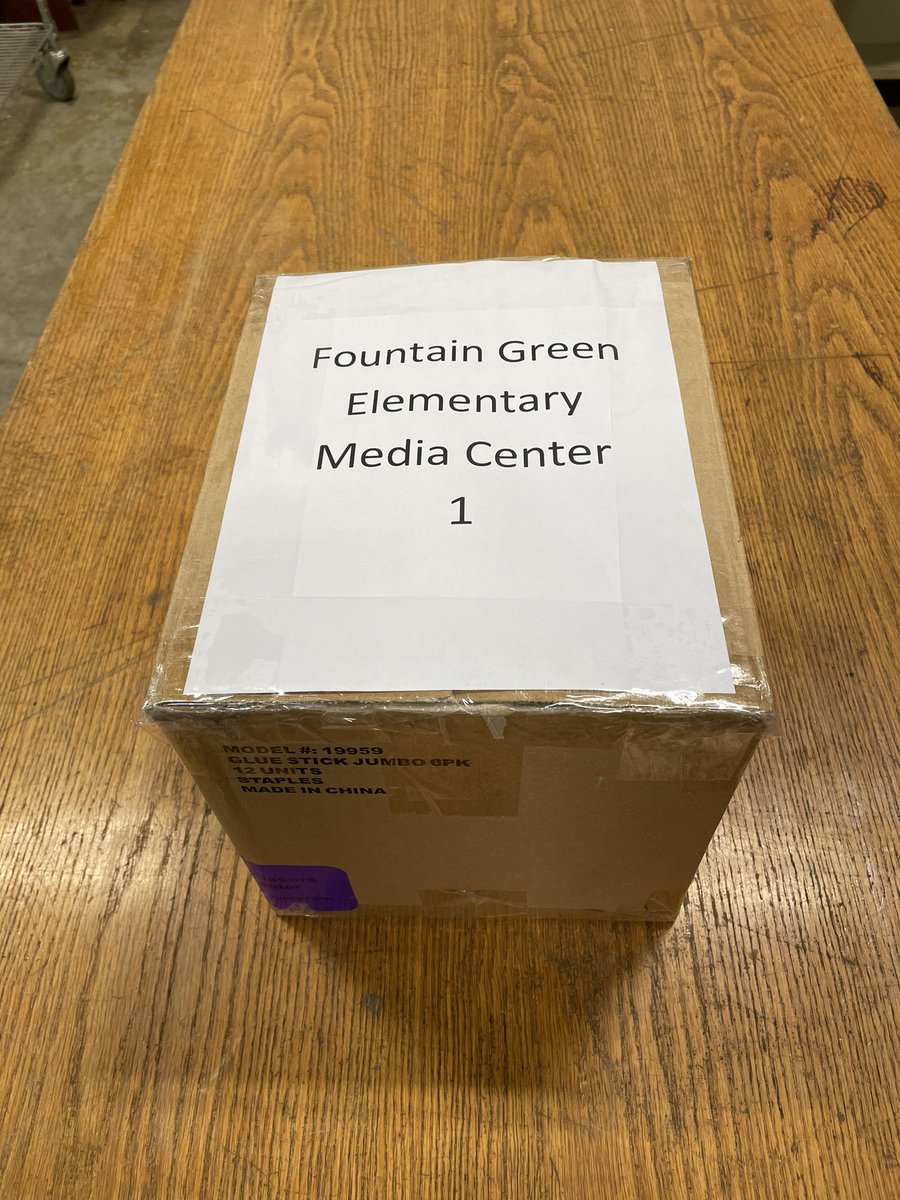 Fountain Green
Elementary
Media Center
1
MODEL #: 19959
GLUE STICK JUMBO 6PK
12 UNITS
STAPLES
MADE IN CHINA